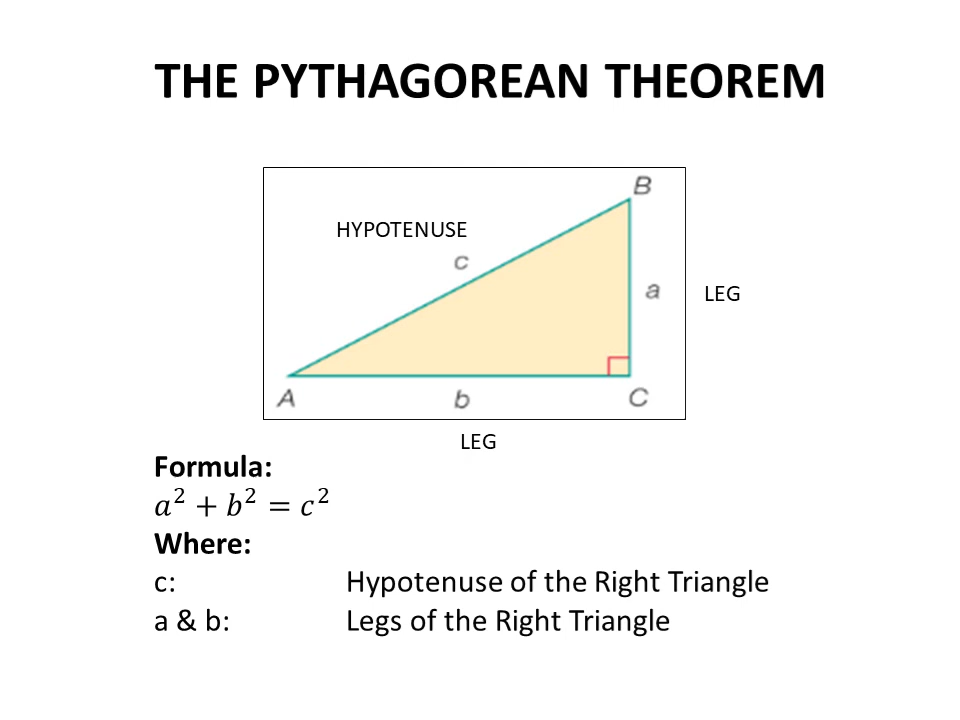 THE PYTHAGOREAN THEOREM
B
HYPOTENUSE
c
a
LEG
A
b
C
LEG
Formula:
𝑎² + 𝑏² = 𝑐²
Where:
c: Hypotenuse of the Right Triangle
a & b: Legs of the Right Triangle